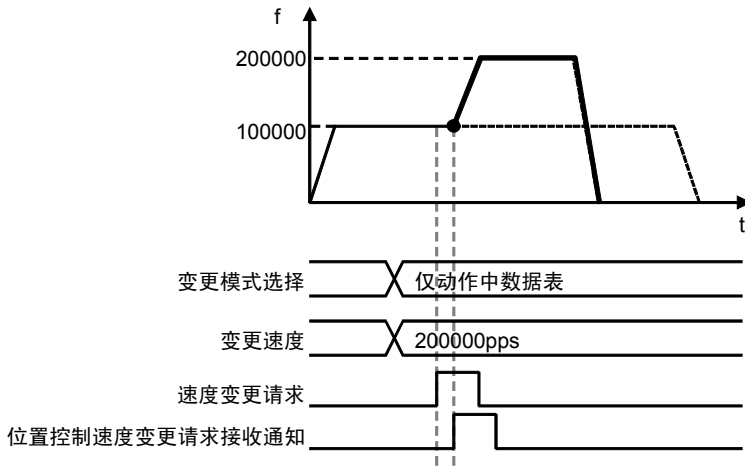 f
200000
100000
t
变更模式选择
仅动作中数据表
变更速度
200000pps
速度变更请求
位置控制速度变更请求接收通知